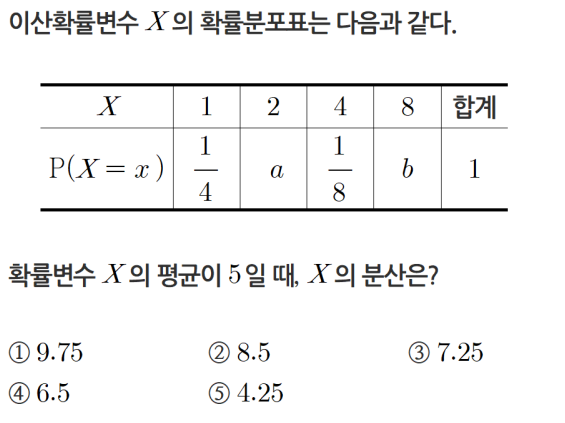 이산확률변수 X의 확률분포표는 다음과 같다.
X 1 2 4 8 합계
P(X = x) 1/4 a 1/8 b 1
확률변수 X의 평균이 5일 때, X의 분산은?
① 9.75 ② 8.5 ③ 7.25
④ 6.5 ⑤ 4.25